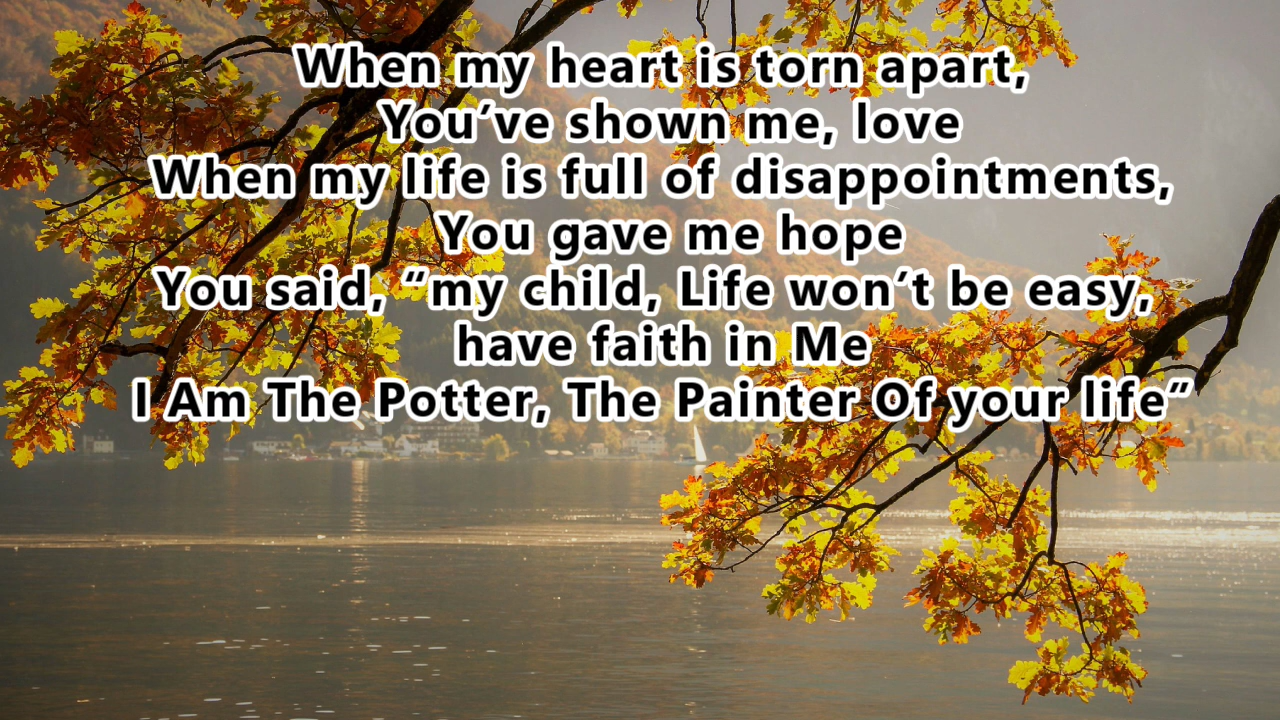 When my heart is torn apart,
You’ve shown me, love
When my life is full of disappointments,
You gave me hope
You said, “my child, Life won’t be easy,
have faith in Me
I Am The Potter, The Painter Of your life”